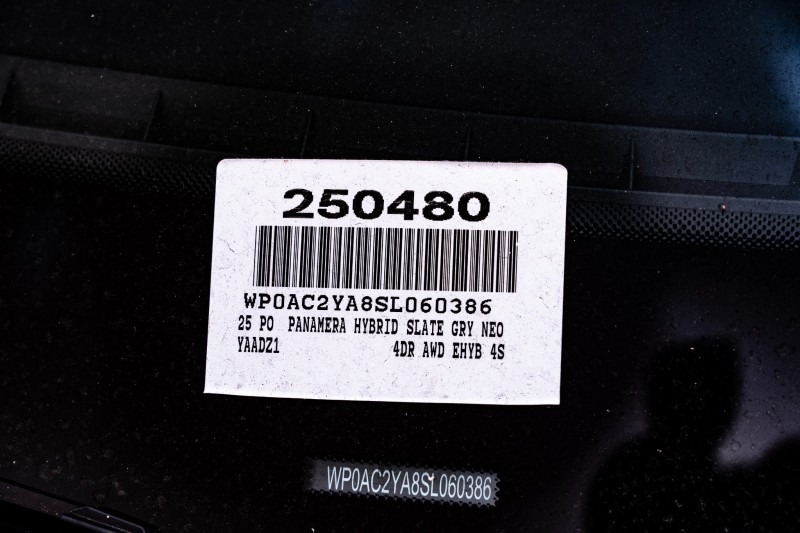 250480
WP0AC2YA8SL060386
25 PO PANAMERA HYBRID SLATE GRY NEO
YAADZ1 4DR AWD EHYB 4S
WP0AC2YA8SL060386